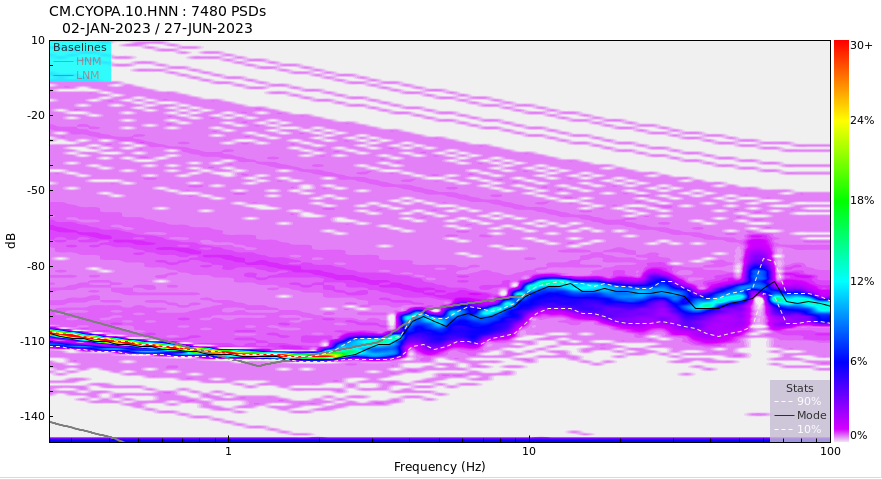 CM.CYOPA.10.HNN : 7480 PSDs
02-JAN-2023 / 27-JUN-2023
10
-20
-50
-80
-110
-140
dB
Baselines
HNM
LNM
30+
24%
18%
12%
6%
0%
Stats
90%
Mode
10%
1
10
100
Frequency (Hz)